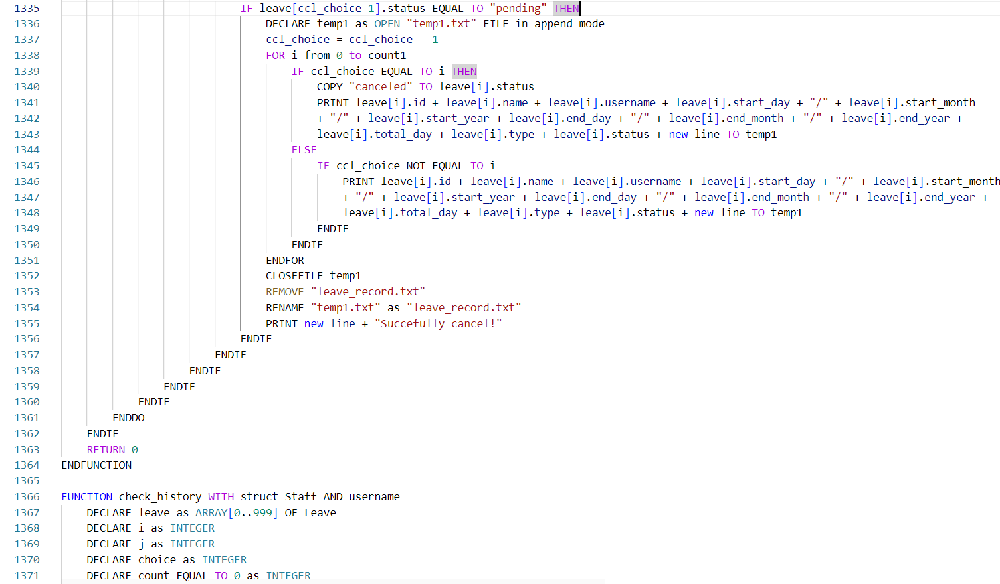 1335 IF leave[ccl_choice-1].status EQUAL TO "pending" THEN
1336 DECLARE temp1 as OPEN "temp1.txt" FILE in append mode
1337 ccl_choice = ccl_choice - 1
1338 FOR i from 0 to count1
1339 IF ccl_choice EQUAL TO i THEN
1340 COPY "canceled" TO leave[i].status
1341 PRINT leave[i].id + leave[i].name + leave[i].username + leave[i].start_day + "/" + leave[i].start_month
1342 + "/" + leave[i].start_year + leave[i].end_day + "/" + leave[i].end_month + "/" + leave[i].end_year +
1343 leave[i].total_day + leave[i].type + leave[i].status + new line TO temp1
1344 ELSE
1345 IF ccl_choice NOT EQUAL TO i
1346 PRINT leave[i].id + leave[i].name + leave[i].username + leave[i].start_day + "/" + leave[i].start_month
1347 + "/" + leave[i].start_year + leave[i].end_day + "/" + leave[i].end_month + "/" + leave[i].end_year +
1348 leave[i].total_day + leave[i].type + leave[i].status + new line TO temp1
1349 ENDIF
1350 ENDIF
1351 ENDFOR
1352 CLOSEFILE temp1
1353 REMOVE "leave_record.txt"
1354 RENAME "temp1.txt" as "leave_record.txt"
1355 PRINT new line + "Succefully cancel!"
1356 ENDIF
1357 ENDIF
1358 ENDIF
1359 ENDIF
1360 ENDIF
1361 ENDDO
1362 ENDIF
1363 RETURN 0
1364 ENDFUNCTION
1365
1366 FUNCTION check_history WITH struct Staff AND username
1367 DECLARE leave as ARRAY[0..999] OF Leave
1368 DECLARE i as INTEGER
1369 DECLARE j as INTEGER
1370 DECLARE choice as INTEGER
1371 DECLARE count EQUAL TO 0 as INTEGER